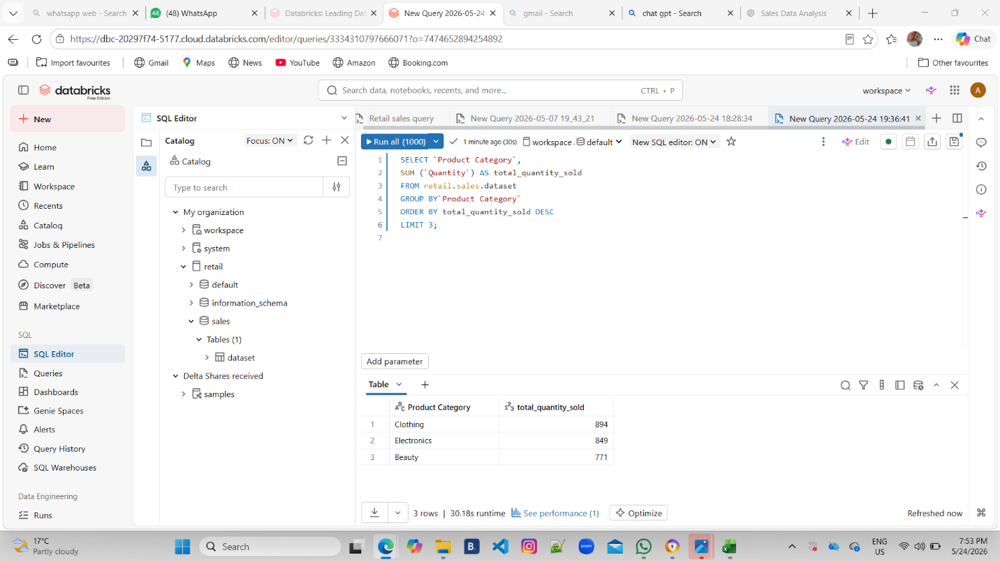 whatsapp web - Search
(48) WhatsApp
Databricks: Leading Dat
New Query 2026-05-24
gmail - Search
chat gpt - Search
Sales Data Analysis
https://dbc-20297f74-5177.cloud.databricks.com/editor/queries/3334310797666071?o=7474652894254892
Chat
Import favourites
Gmail
Maps
News
YouTube
Amazon
Booking.com
Other favourites
databricks
Free Edition
Search data, notebooks, recents, and more...
CTRL + P
workspace
A
New
Home
Learn
Workspace
Recents
Catalog
Jobs & Pipelines
Compute
Discover Beta
Marketplace
SQL
SQL Editor
Queries
Dashboards
Genie Spaces
Alerts
Query History
SQL Warehouses
Data Engineering
Runs
SQL Editor
Catalog
Focus: ON
Catalog
Type to search
My organization
workspace
system
retail
default
information_schema
sales
Tables (1)
dataset
Delta Shares received
samples
Retail sales query
New Query 2026-05-07 19_43_21
New Query 2026-05-24 18:28:34
New Query 2026-05-24 19:36:41
Run all (1000)
1 minute ago (30s)
workspace . default
New SQL editor: ON
Edit
1 SELECT `Product Category`,
2 SUM (`Quantity`) AS total_quantity_sold
3 FROM retail.sales.dataset
4 GROUP BY`Product Category`
5 ORDER BY total_quantity_sold DESC
6 LIMIT 3;
7
Add parameter
Table
Product Category total_quantity_sold
1 Clothing 894
2 Electronics 849
3 Beauty 771
3 rows | 30.18s runtime
See performance (1)
Optimize
Refreshed now
17°C
Partly cloudy
Search
ENG
US
7:53 PM
5/24/2026